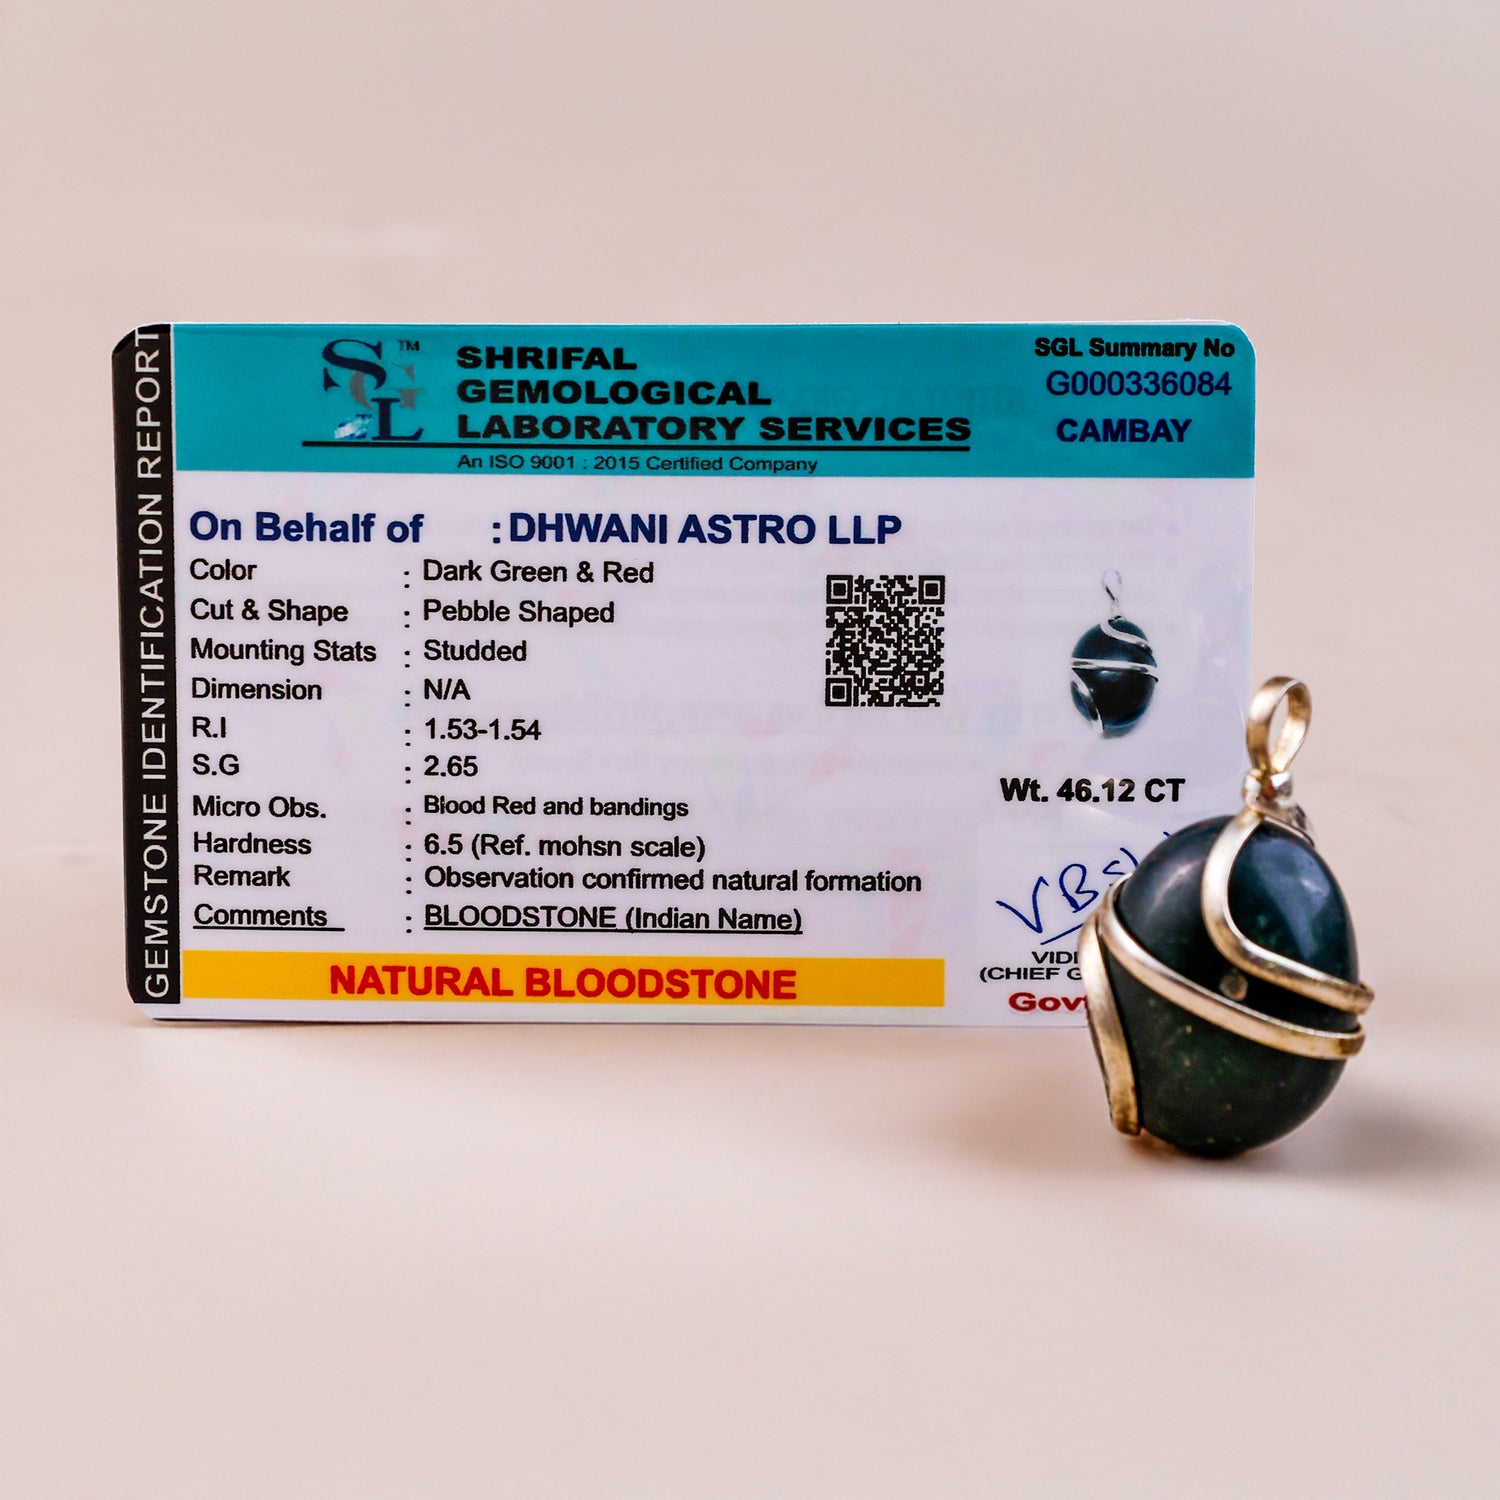 GEMSTONE IDENTIFICATION REPORT
SGL TM
SHRIFAL
GEMOLOGICAL
LABORATORY SERVICES
An ISO 9001 : 2015 Certified Company
SGL Summary No
G000336084
CAMBAY
On Behalf of : DHWANI ASTRO LLP
Color : Dark Green & Red
Cut & Shape : Pebble Shaped
Mounting Stats : Studded
Dimension : N/A
R.I : 1.53-1.54
S.G : 2.65
Micro Obs. : Blood Red and bandings
Hardness : 6.5 (Ref. mohsn scale)
Remark : Observation confirmed natural formation
Comments : BLOODSTONE (Indian Name)
NATURAL BLOODSTONE
Wt. 46.12 CT
(CHIEF